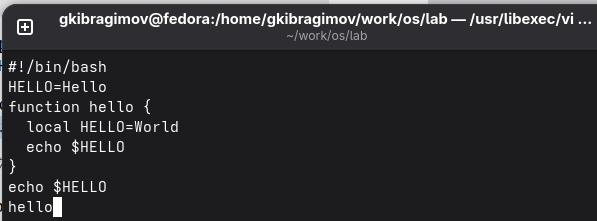 gkibragimov@fedora:/home/gkibragimov/work/os/lab — /usr/libexec/vi ...
~/work/os/lab
#!/bin/bash
HELLO=Hello
function hello {
  local HELLO=World
  echo $HELLO
}
echo $HELLO
hello